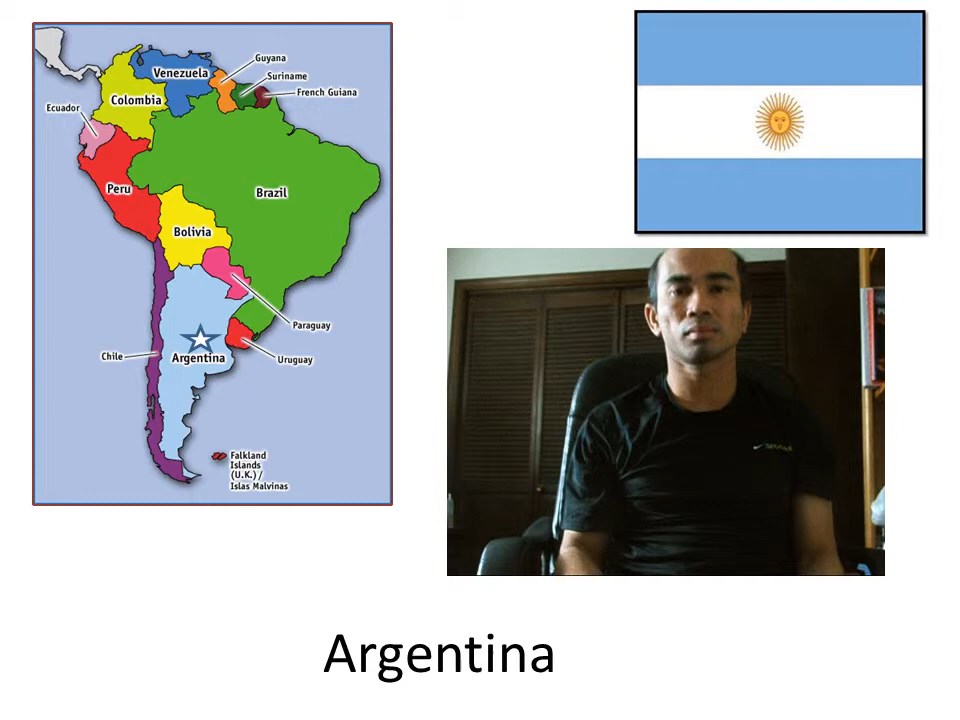 Guyana
Suriname
Venezuela
French Guiana
Colombia
Ecuador
Peru
Brazil
Bolivia
Paraguay
Chile
Argentina
Uruguay
Falkland
Islands
(U.K.) /
Islas Malvinas
Argentina